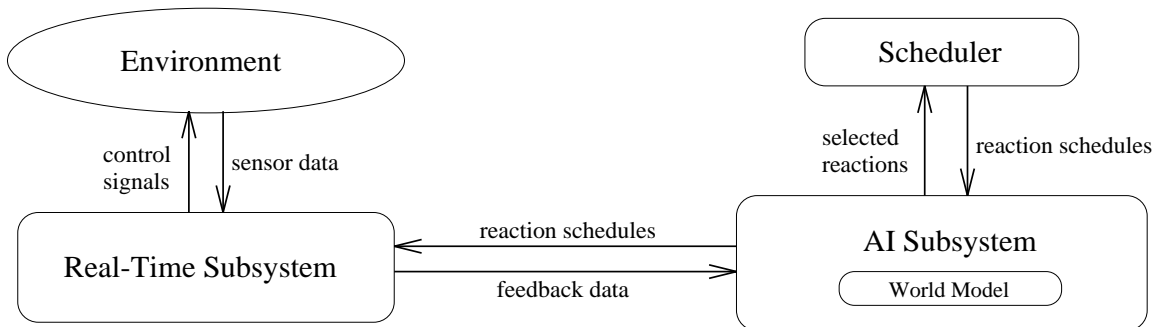 Environment
Scheduler
control
signals
sensor data
selected
reactions
reaction schedules
Real-Time Subsystem
reaction schedules
feedback data
AI Subsystem
World Model